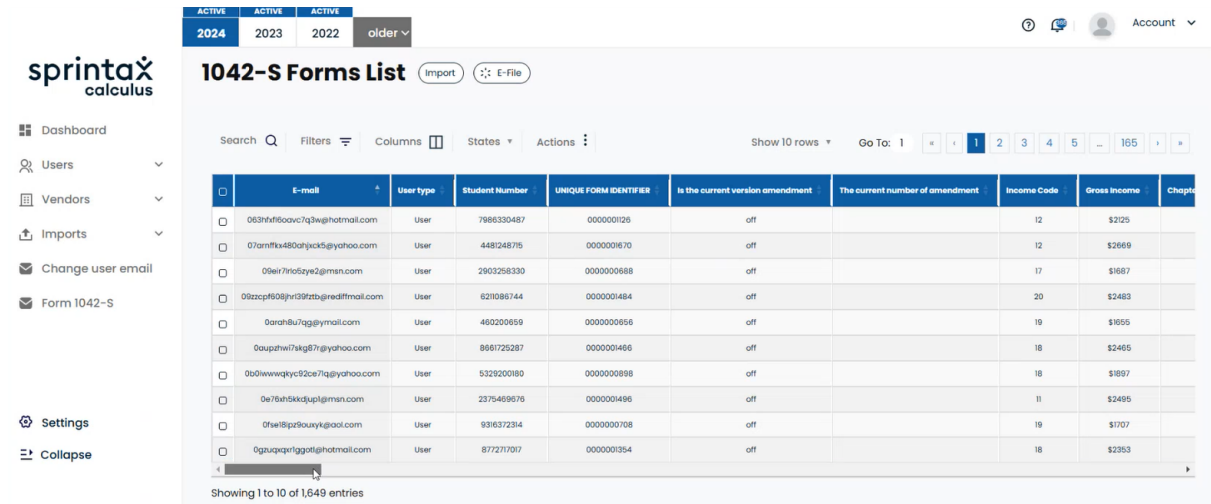 ACTIVE ACTIVE ACTIVE
2024 2023 2022 older
Account
sprintax
calculus
1042-S Forms List Import E-File
Dashboard
Users
Vendors
Imports
Change user email
Form 1042-S
Settings
Collapse
Search Filters Columns States Actions Show 10 rows Go To: 1 « ‹ 1 2 3 4 5 ... 165 › »
E-mail User type Student Number UNIQUE FORM IDENTIFIER Is the current version amendment The current number of amendment Income Code Gross Income Chapte
063hfxfl6oavc7q3w@hotmail.com User 7986330487 0000001126 off 12 $2125
07arnffkx480ahjxck5@yahoo.com User 4481248715 0000001670 off 12 $2669
09eir7lrlo5zye2@msn.com User 2903258330 0000000688 off 17 $1687
09zzcpf608jhrl39fztb@rediffmail.com User 6211086744 0000001484 off 20 $2483
0arah8u7qg@ymail.com User 460200659 0000000656 off 19 $1655
0aupzhwi7skg87r@yahoo.com User 8661725287 0000001466 off 18 $2465
0b0iwwwqkyc92ce7lq@yahoo.com User 5329200180 0000000898 off 18 $1897
0e76xh5kkdjupl@msn.com User 2375469676 0000001496 off 11 $2495
0fse18ipz9ouxyk@aol.com User 9316372314 0000000708 off 19 $1707
0gzuqxqxr1ggotl@hotmail.com User 8772717017 0000001354 off 18 $2353
Showing 1 to 10 of 1,649 entries